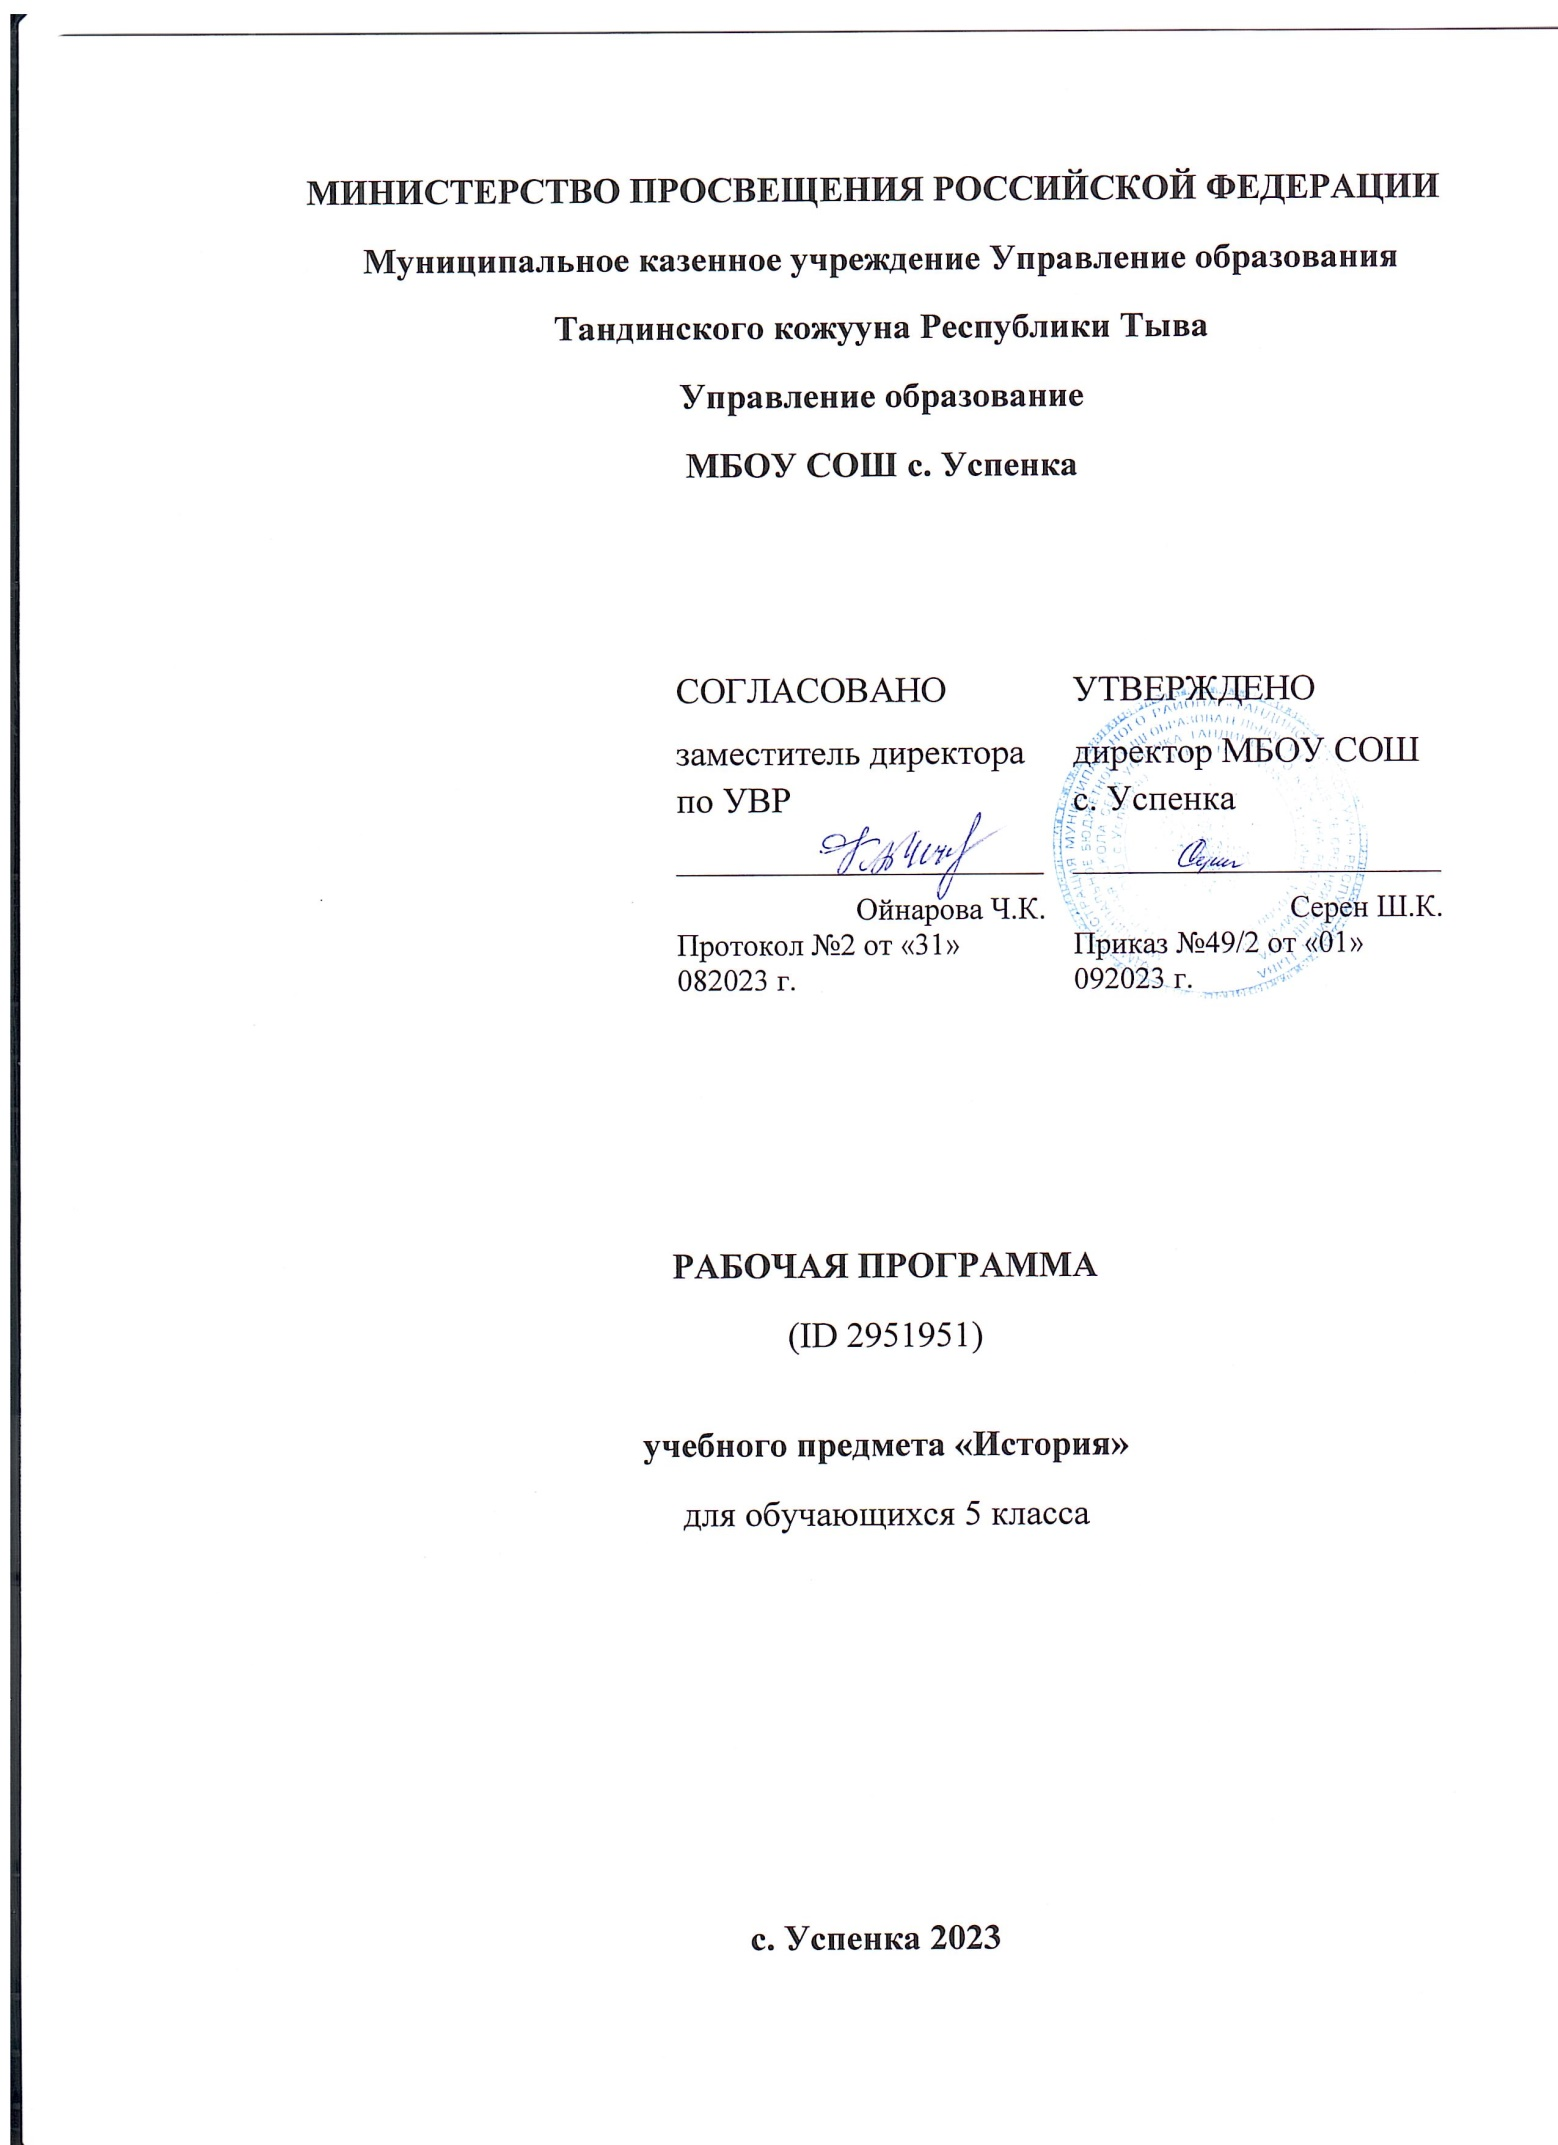 МИНИСТЕРСТВО ПРОСВЕЩЕНИЯ РОССИЙСКОЙ ФЕДЕРАЦИИ
Муниципальное казенное учреждение Управление образования
Тандинского кожууна Республики Тыва
Управление образование
МБОУ СОШ с. Успенка
СОГЛАСОВАНО
заместитель директора
по УВР
Ойнарова Ч.К.
Протокол №2 от «31»
082023 г.
УТВЕРЖДЕНО
директор МБОУ СОШ
с. Успенка
Серен Ш.К.
Приказ №49/2 от «01»
092023 г.
РАБОЧАЯ ПРОГРАММА
(ID 2951951)
учебного предмета «История»
для обучающихся 5 класса
с. Успенка 2023